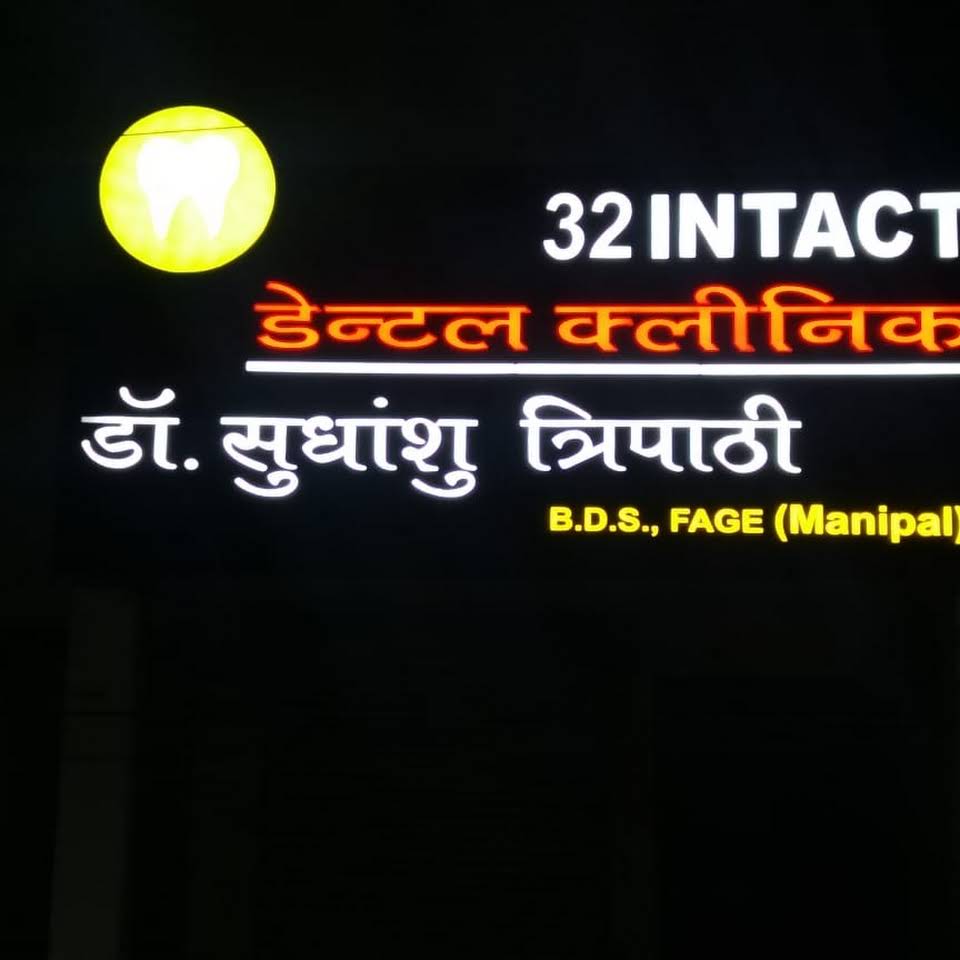 32 INTACT
डेन्टल क्लीनिक
डॉ. सुधांशु त्रिपाठी
B.D.S., FAGE (Manipal)